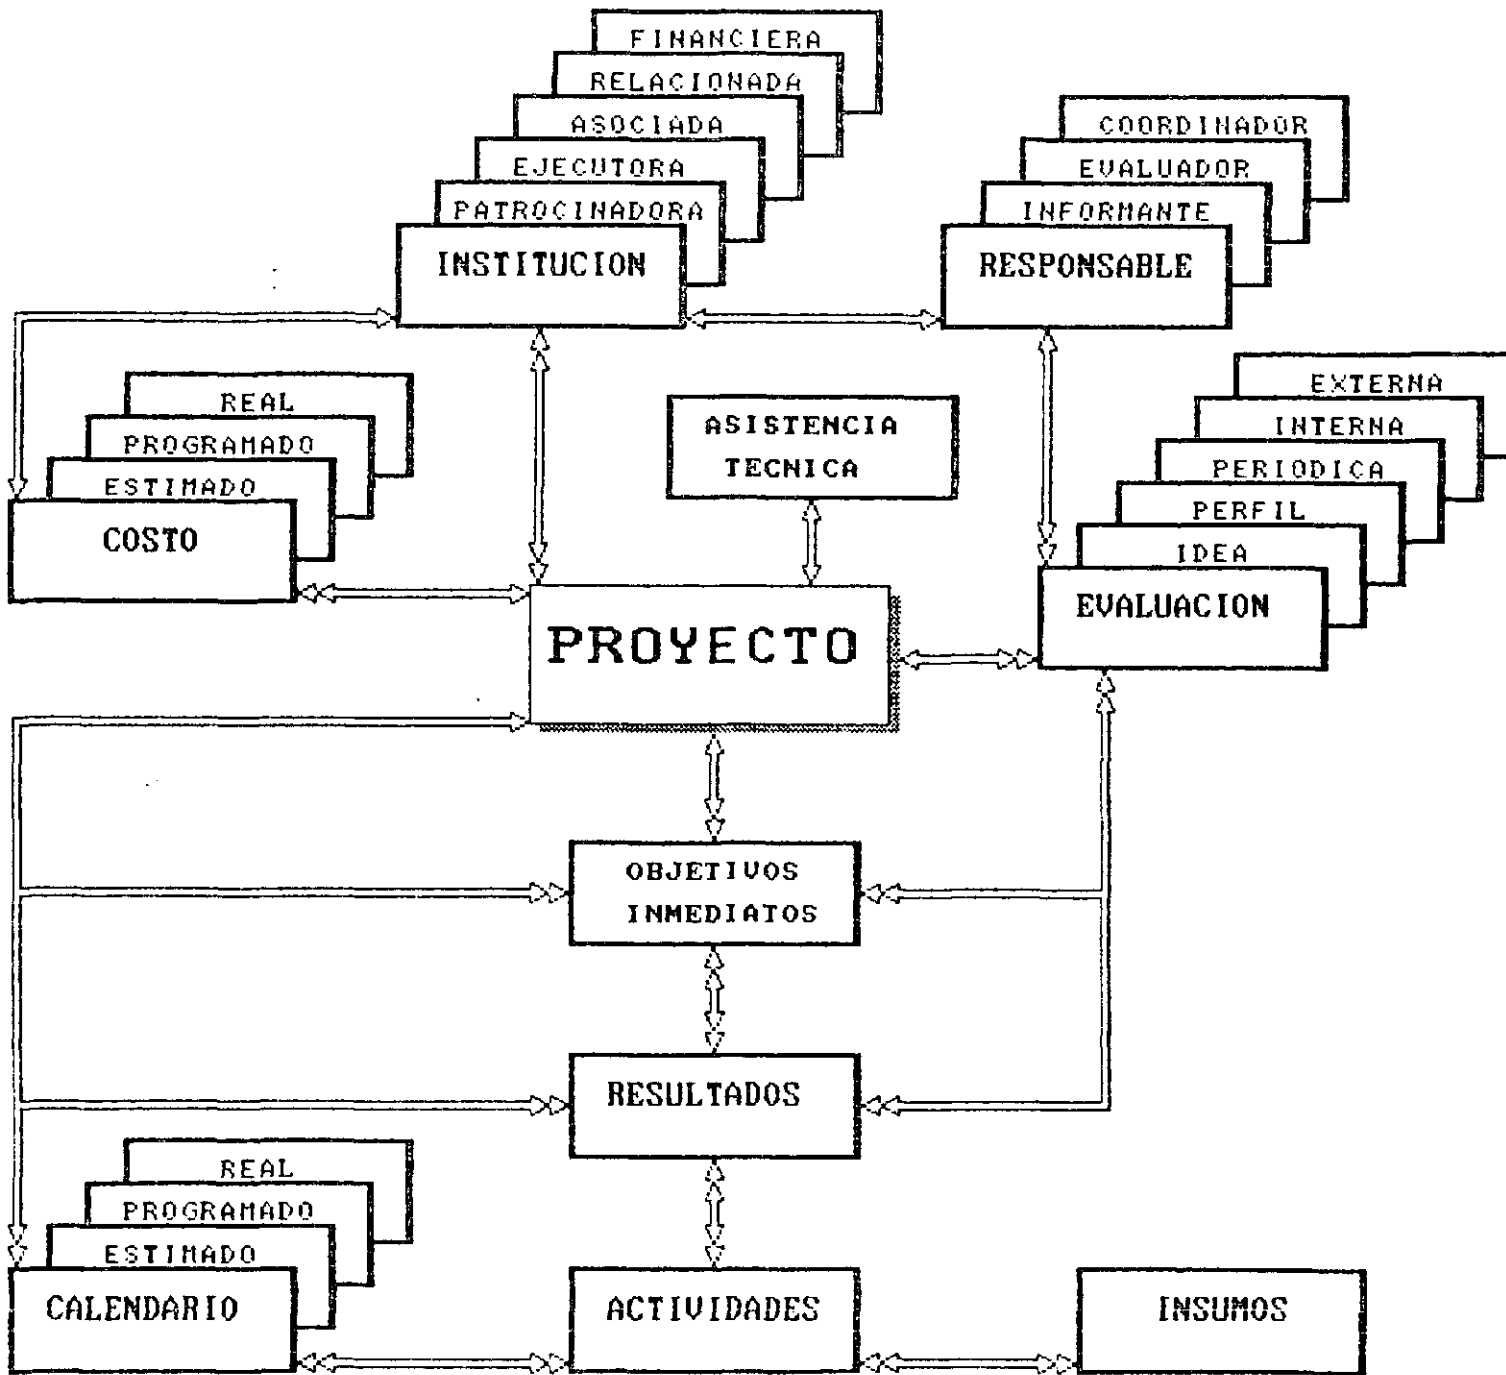 FINANCIERA
RELACIONADA
ASOCIADA
EJECUTORA
PATROCINADORA
INSTITUCION
COORDINADOR
EVALUADOR
INFORMANTE
RESPONSABLE
REAL
PROGRAMADO
ESTIMADO
COSTO
ASISTENCIA
TECNICA
EXTERNA
INTERNA
PERIODICA
PERFIL
IDEA
EVALUACION
PROYECTO
OBJETIVOS
INMEDIATOS
RESULTADOS
REAL
PROGRAMADO
ESTIMADO
CALENDARIO
ACTIVIDADES
INSUMOS